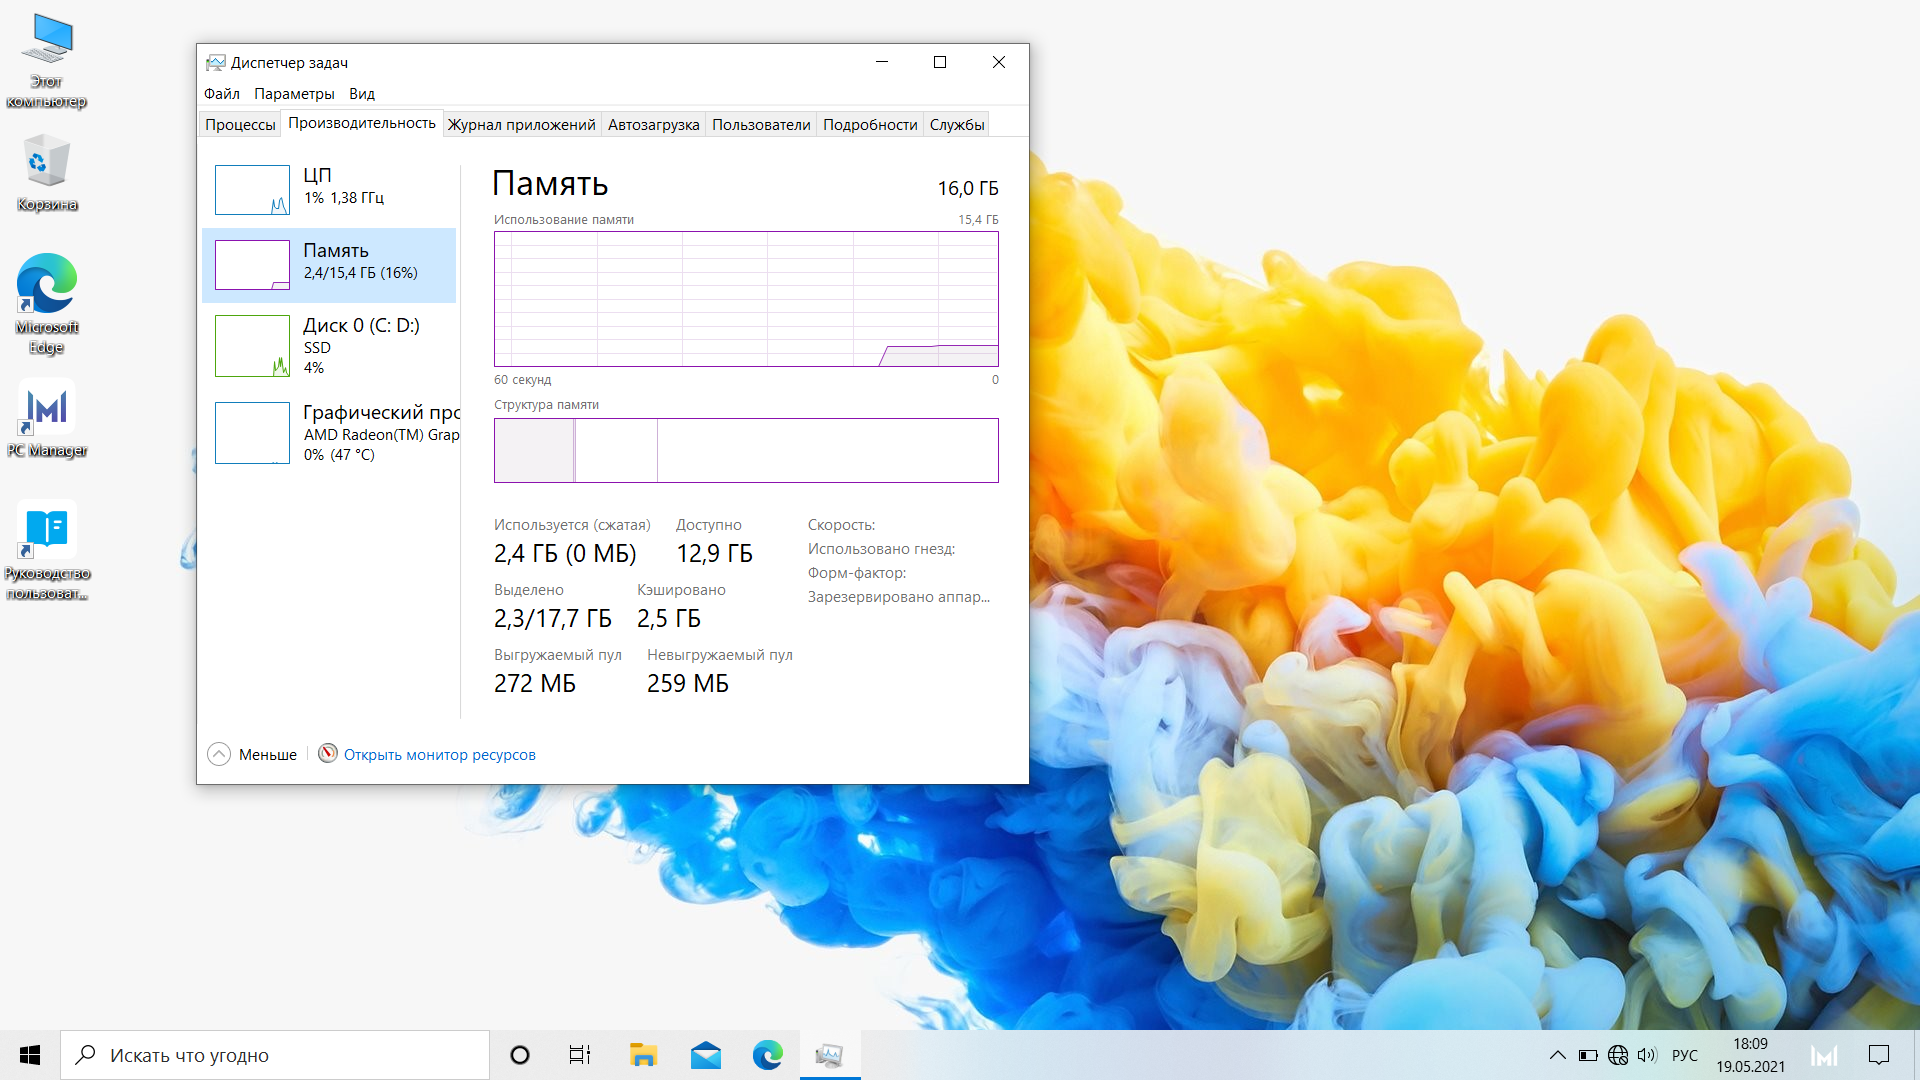 Этот
компьютер
Корзина
Microsoft
Edge
PC Manager
Руководство
пользоват...
Диспетчер задач
Файл Параметры Вид
Процессы Производительность Журнал приложений Автозагрузка Пользователи Подробности Службы
ЦП
1% 1,38 ГГц
Память
2,4/15,4 ГБ (16%)
Диск 0 (C: D:)
SSD
4%
Графический прс
AMD Radeon(TM) Grap
0% (47 °C)
Память 16,0 ГБ
Использование памяти 15,4 ГБ
60 секунд 0
Структура памяти
Используется (сжатая) Доступно
2,4 ГБ (0 МБ) 12,9 ГБ
Выделено Кэшировано
2,3/17,7 ГБ 2,5 ГБ
Выгружаемый пул Невыгружаемый пул
272 МБ 259 МБ
Скорость:
Использовано гнезд:
Форм-фактор:
Зарезервировано аппар...
Меньше Открыть монитор ресурсов
Искать что угодно
РУС
18:09
19.05.2021